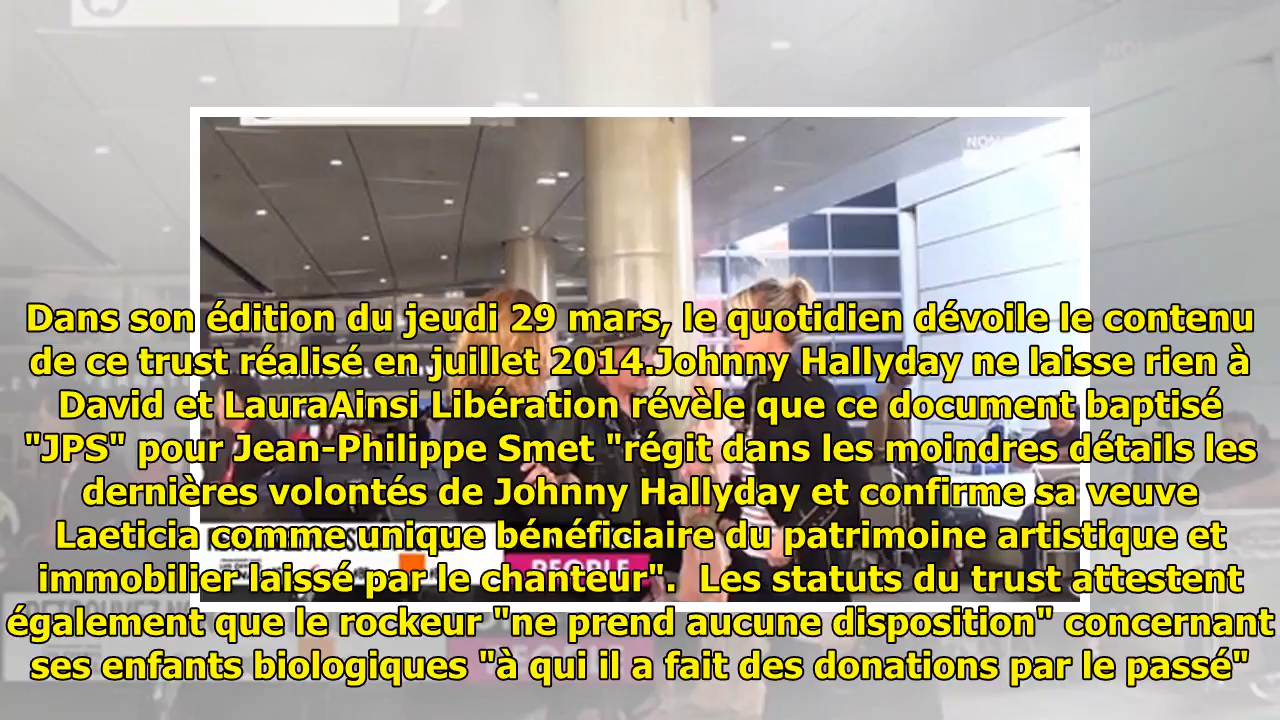 Dans son édition du jeudi 29 mars, le quotidien dévoile le contenu
de ce trust réalisé en juillet 2014.Johnny Hallyday ne laisse rien à
David et LauraAinsi Libération révèle que ce document baptisé
"JPS" pour Jean-Philippe Smet "régit dans les moindres détails les
dernières volontés de Johnny Hallyday et confirme sa veuve
Laeticia comme unique bénéficiaire du patrimoine artistique et
immobilier laissé par le chanteur".  Les statuts du trust attestent
également que le rockeur "ne prend aucune disposition" concernant
ses enfants biologiques "à qui il a fait des donations par le passé"
PEOPLE